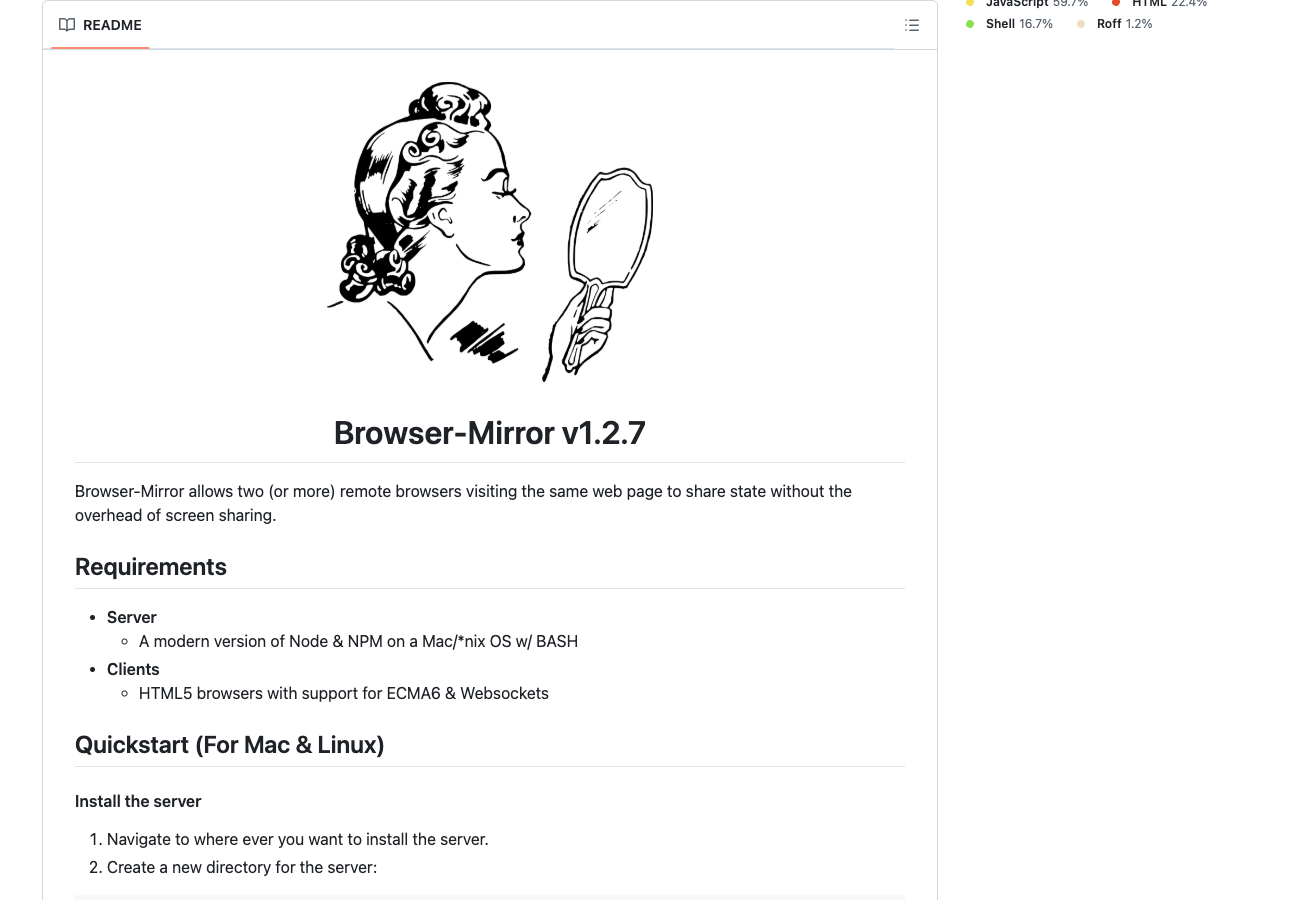 JavaScript 59.7% HTML 22.4%
Shell 16.7% Roff 1.2%
README
Browser-Mirror v1.2.7
Browser-Mirror allows two (or more) remote browsers visiting the same web page to share state without the
overhead of screen sharing.
Requirements
Server
A modern version of Node & NPM on a Mac/*nix OS w/ BASH
Clients
HTML5 browsers with support for ECMA6 & Websockets
Quickstart (For Mac & Linux)
Install the server
1. Navigate to where ever you want to install the server.
2. Create a new directory for the server: